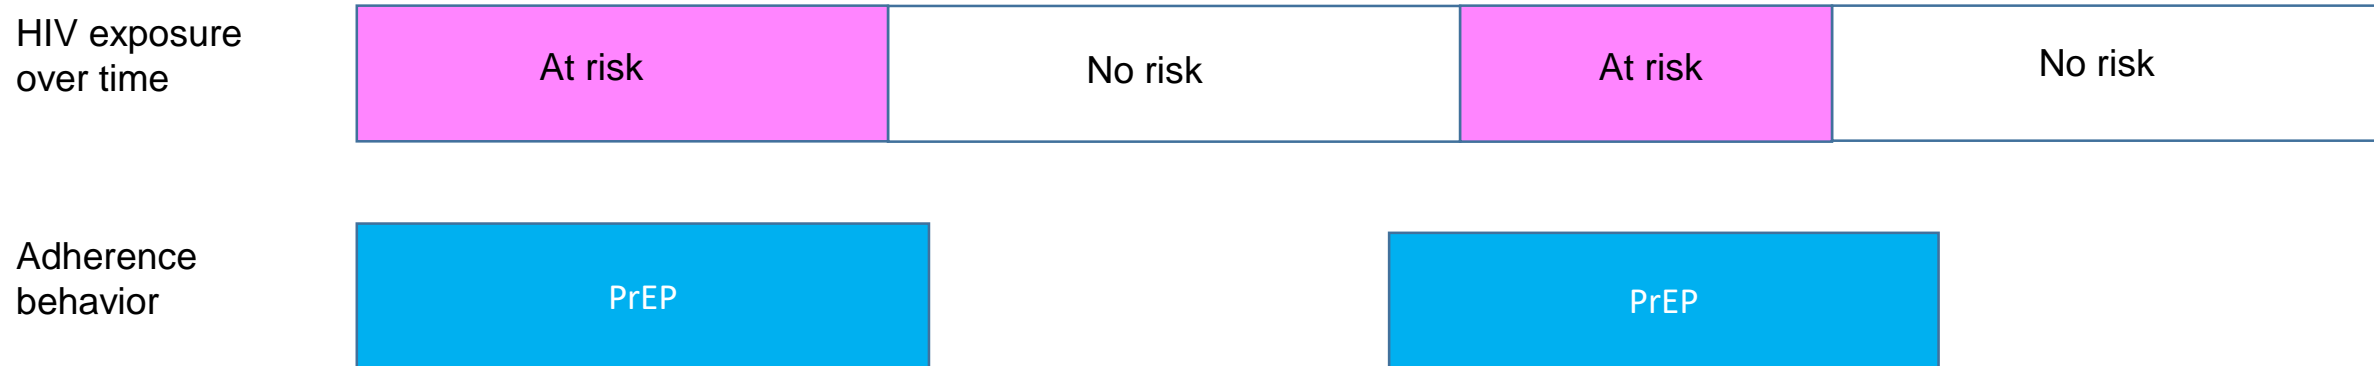 HIV exposure
over time
At risk
No risk
At risk
No risk
Adherence
behavior
PrEP
PrEP